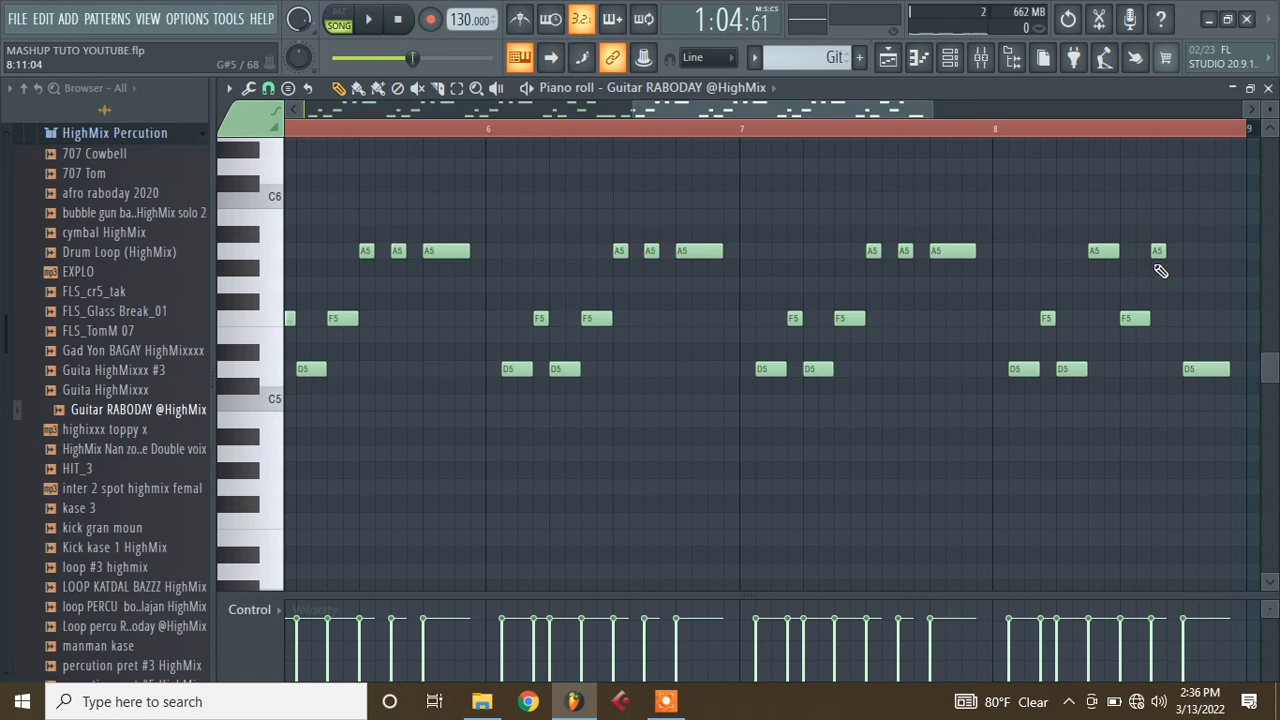 FILE EDIT ADD PATTERNS VIEW OPTIONS TOOLS HELP
PAT
SONG
130.000
3.2:
1:04:61
M:S:CS
2
662 MB
0
MASHUP TUTO YOUTUBE.flp
8:11:04
G#5 / 68
Line
Git
02/23 FL
STUDIO 20.9.1..
Browser - All
Piano roll - Guitar RABODAY @HighMix
6
7
8
9
HighMix Percution
707 Cowbell
707 Tom
afro raboday 2020
bubble gun ba..HighMix solo 2
cymbal HighMix
Drum Loop (HighMix)
EXPLO
FLS_cr5_tak
FLS_Glass Break_01
FLS_TomM 07
Gad Yon BAGAY HighMixxxx
Guita HighMixxx #3
Guita HighMixxx
Guitar RABODAY @HighMix
highixxx toppy x
HighMix Nan zo..e Double voix
HIT_3
inter 2 spot highmix femal
kase 3
kick gran moun
Kick kase 1 HighMix
loop #3 highmix
LOOP KATDAL BAZZZ HighMix
loop PERCU bo..lajan HighMix
Loop percu R..oday @HighMix
manman kase
percution pret #3 HighMix
C6
A5 A5 A5 A5 A5 A5 A5 A5 A5 A5 A5
F5 F5 F5 F5 F5 F5 F5
D5 D5 D5 D5 D5 D5 D5 D5
C5
Control
Velocity
Type here to search
80°F Clear
2:36 PM
3/13/2022